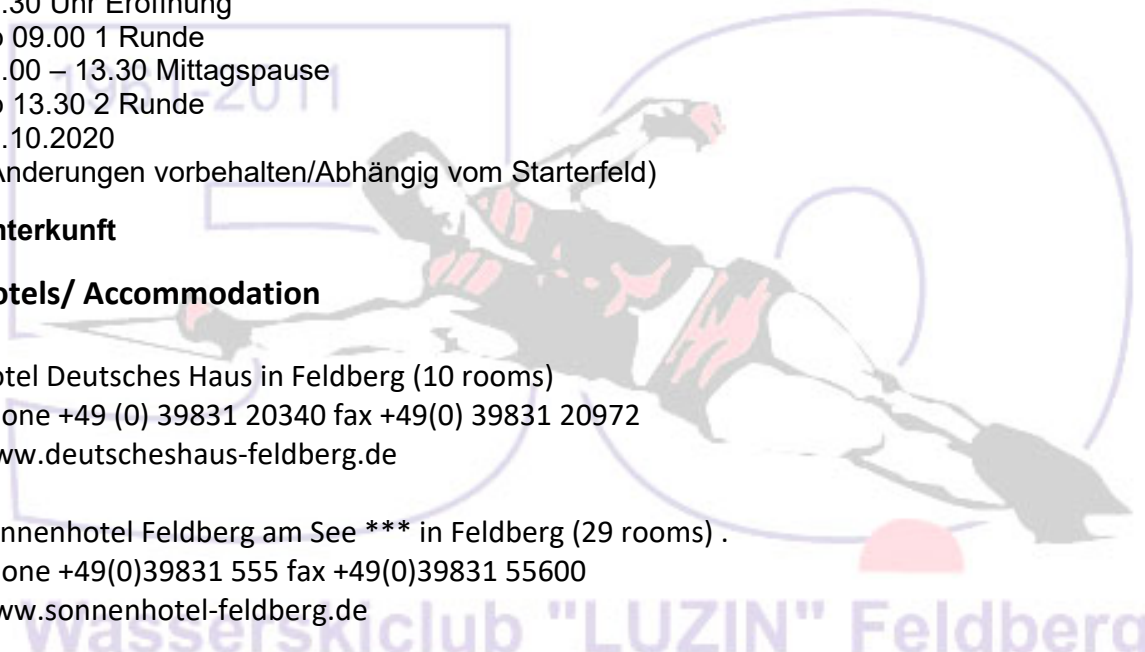 .30 Uhr Eröffnung
09.00 1 Runde
.00 – 13.30 Mittagspause
13.30 2 Runde
.10.2020
Änderungen vorbehalten/Abhängig vom Starterfeld)
nterkunft
otels/ Accommodation
otel Deutsches Haus in Feldberg (10 rooms)
one +49 (0) 39831 20340 fax +49(0) 39831 20972
ww.deutscheshaus-feldberg.de
nnenhotel Feldberg am See *** in Feldberg (29 rooms) .
one +49(0)39831 555 fax +49(0)39831 55600
ww.sonnenhotel-feldberg.de
1961-2011
50
Wasserskiclub "LUZIN" Feldberg